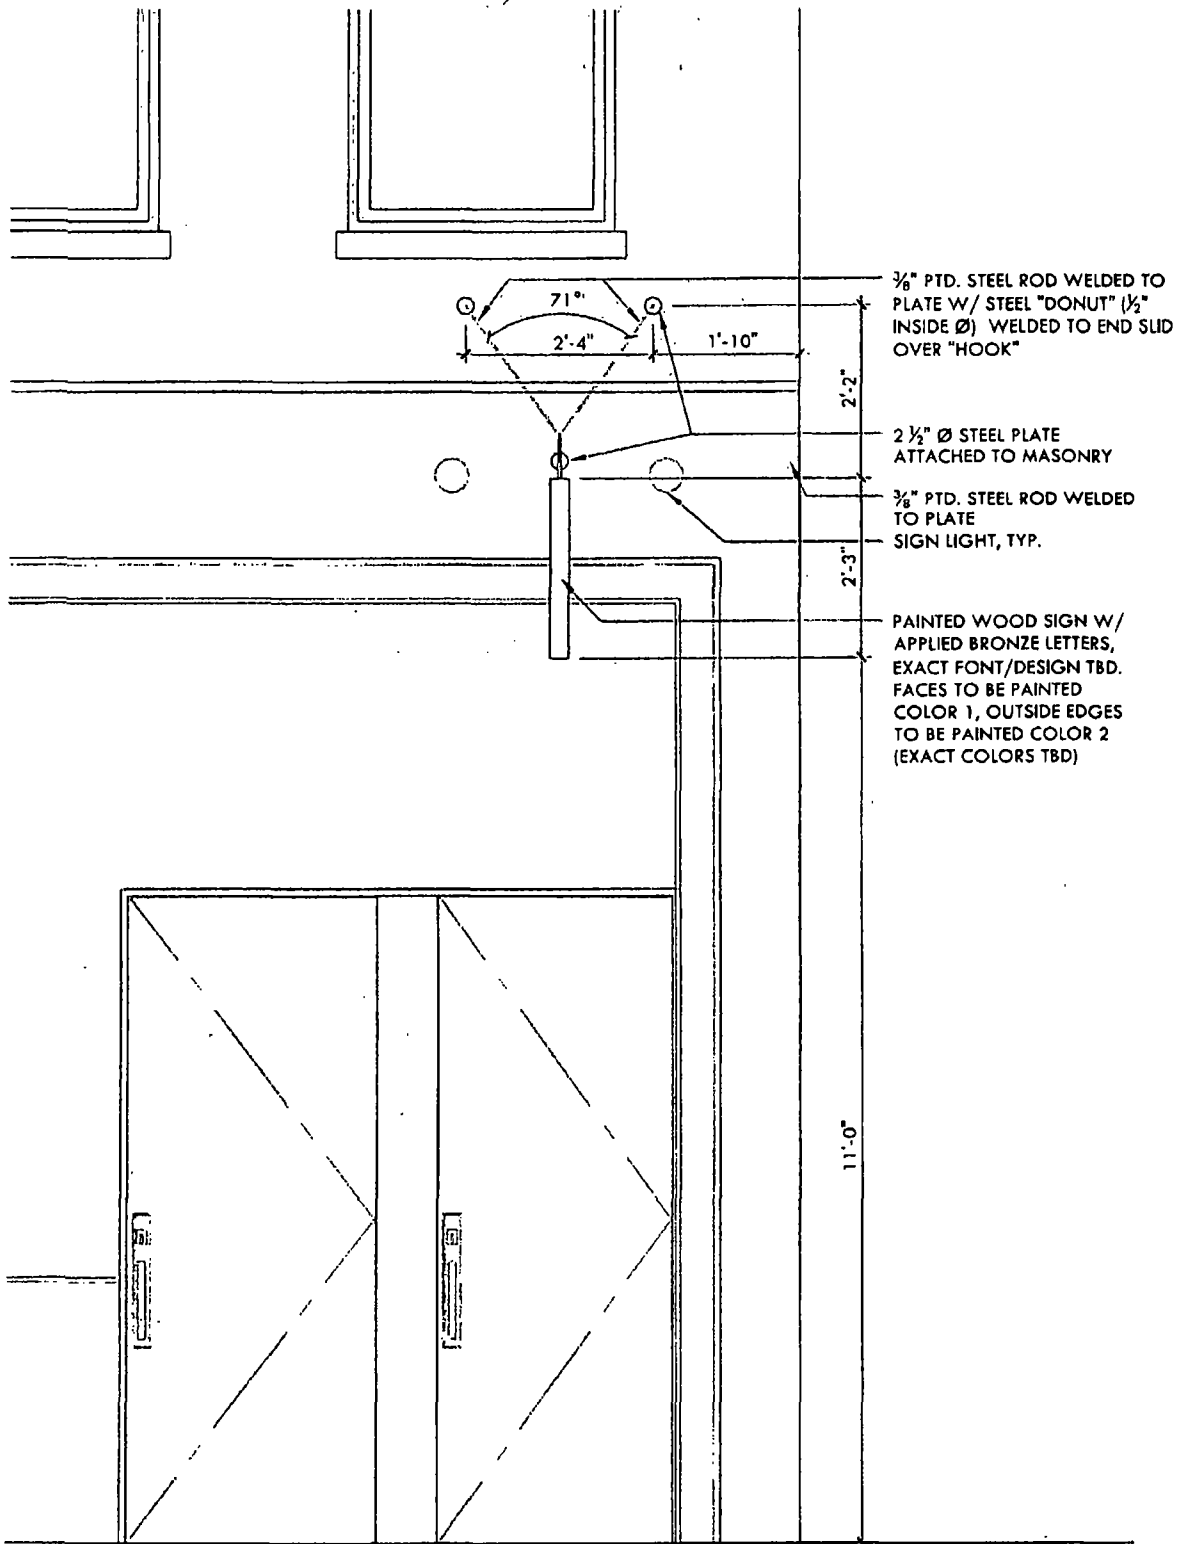 ⅜" PTD. STEEL ROD WELDED TO
PLATE W/ STEEL "DONUT" (½"
INSIDE Ø) WELDED TO END SLID
OVER "HOOK"
71°
2'-4"
1'-10"
2'-2"
2 ½" Ø STEEL PLATE
ATTACHED TO MASONRY
⅜" PTD. STEEL ROD WELDED
TO PLATE
SIGN LIGHT, TYP.
2'-3"
PAINTED WOOD SIGN W/
APPLIED BRONZE LETTERS,
EXACT FONT/DESIGN TBD.
FACES TO BE PAINTED
COLOR 1, OUTSIDE EDGES
TO BE PAINTED COLOR 2
(EXACT COLORS TBD)
11'-0"